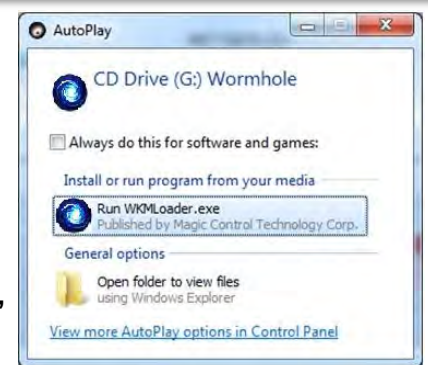 AutoPlay
CD Drive (G:) Wormhole
Always do this for software and games:
Install or run program from your media
Run WKMLoader.exe
Published by Magic Control Technology Corp.
General options
Open folder to view files
using Windows Explorer
,
View more AutoPlay options in Control Panel